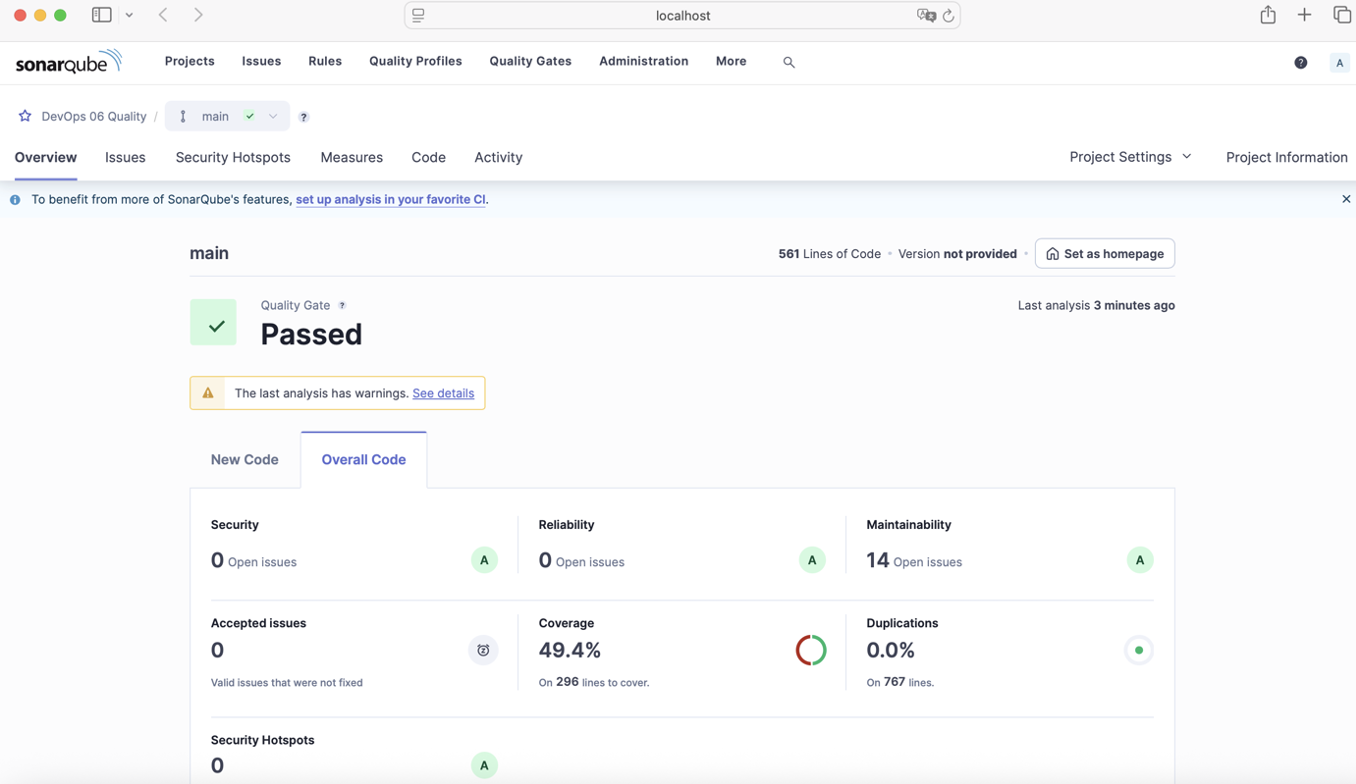 localhost
sonarqube Projects Issues Rules Quality Profiles Quality Gates Administration More ? A
DevOps 06 Quality / main ?
Overview Issues Security Hotspots Measures Code Activity Project Settings Project Information
To benefit from more of SonarQube's features, set up analysis in your favorite CI.
main 561 Lines of Code • Version not provided • Set as homepage
Quality Gate ? Last analysis 3 minutes ago
Passed
The last analysis has warnings. See details
New Code Overall Code
Security Reliability Maintainability
0 Open issues A 0 Open issues A 14 Open issues A
Accepted issues Coverage Duplications
0 49.4% 0.0%
Valid issues that were not fixed On 296 lines to cover. On 767 lines.
Security Hotspots
0 A